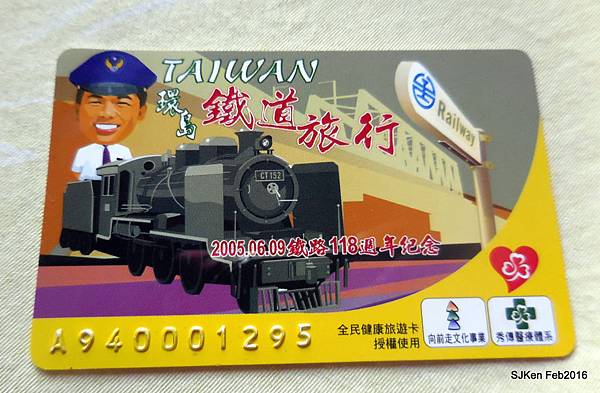 TAIWAN
環島
鐵道旅行
Railway
CT152
2005.06.09鐵路118週年紀念
A9400001295
全民健康旅遊卡
授權使用
向前走文化事業
秀傳醫療體系
SJKen Feb2016